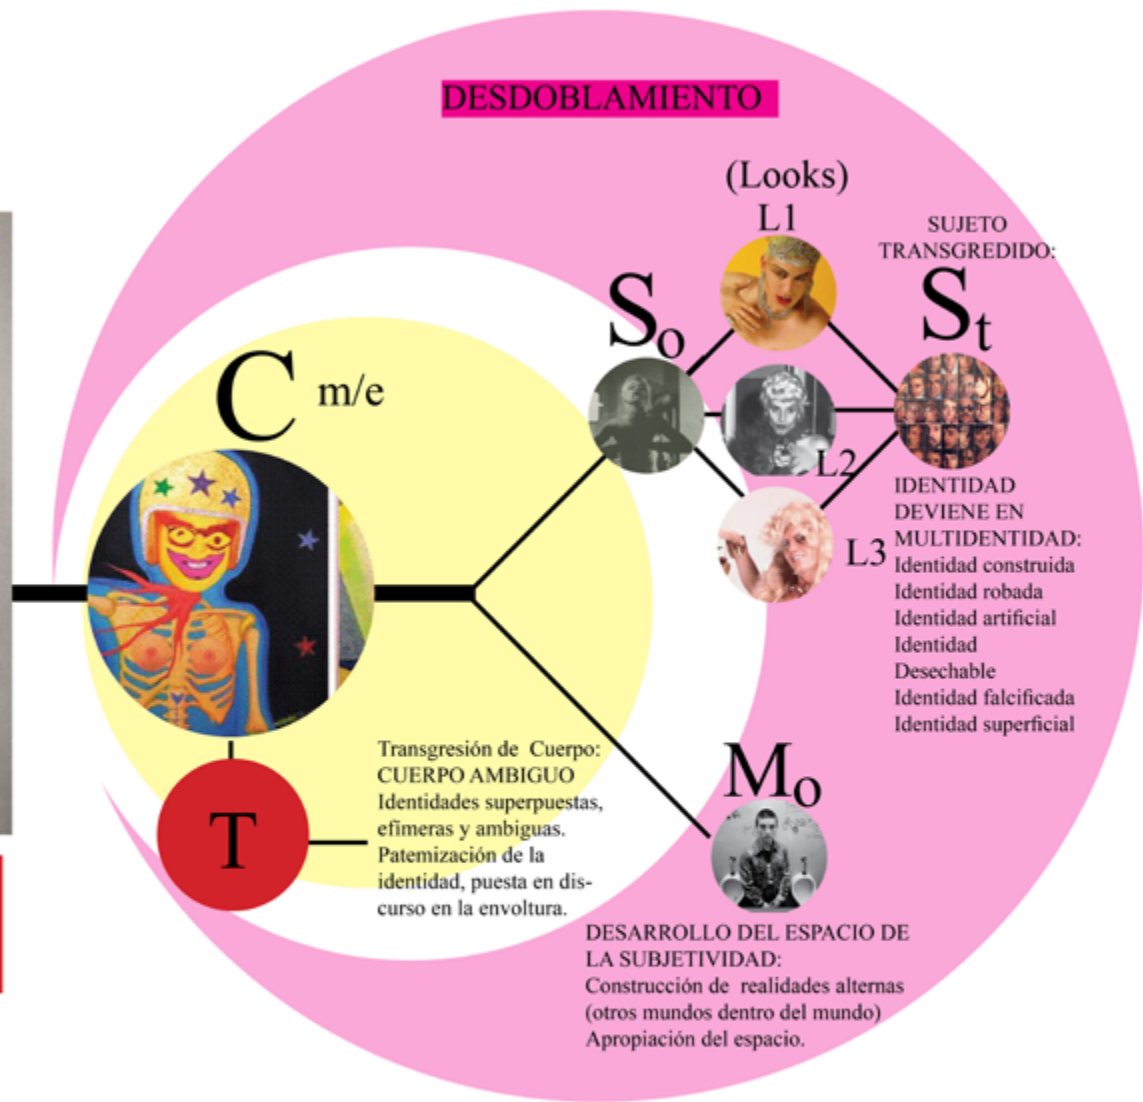 DESDOBLAMIENTO
(Looks)
L1
SUJETO
TRANSGREDIDO:
So
St
C m/e
L2
L3
IDENTIDAD
DEVIENE EN
MULTIDENTIDAD:
Identidad construida
Identidad robada
Identidad artificial
Identidad
Desechable
Identidad falcificada
Identidad superficial
T
Transgresión de Cuerpo:
CUERPO AMBIGUO
Identidades superpuestas,
efímeras y ambiguas.
Patemización de la
identidad, puesta en dis-
curso en la envoltura.
Mo
DESARROLLO DEL ESPACIO DE
LA SUBJETIVIDAD:
Construcción de realidades alternas
(otros mundos dentro del mundo)
Apropiación del espacio.